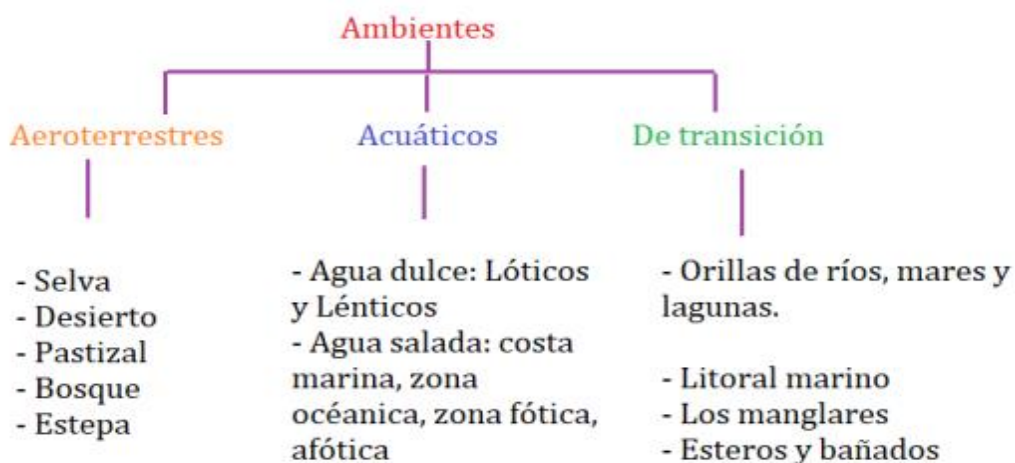 Ambientes
Aeroterrestres
Acuáticos
De transición
- Selva
- Desierto
- Pastizal
- Bosque
- Estepa
- Agua dulce: Lóticos
y Lénticos
- Agua salada: costa
marina, zona
océanica, zona fótica,
afótica
- Orillas de ríos, mares y
lagunas.
- Litoral marino
- Los manglares
- Esteros y bañados